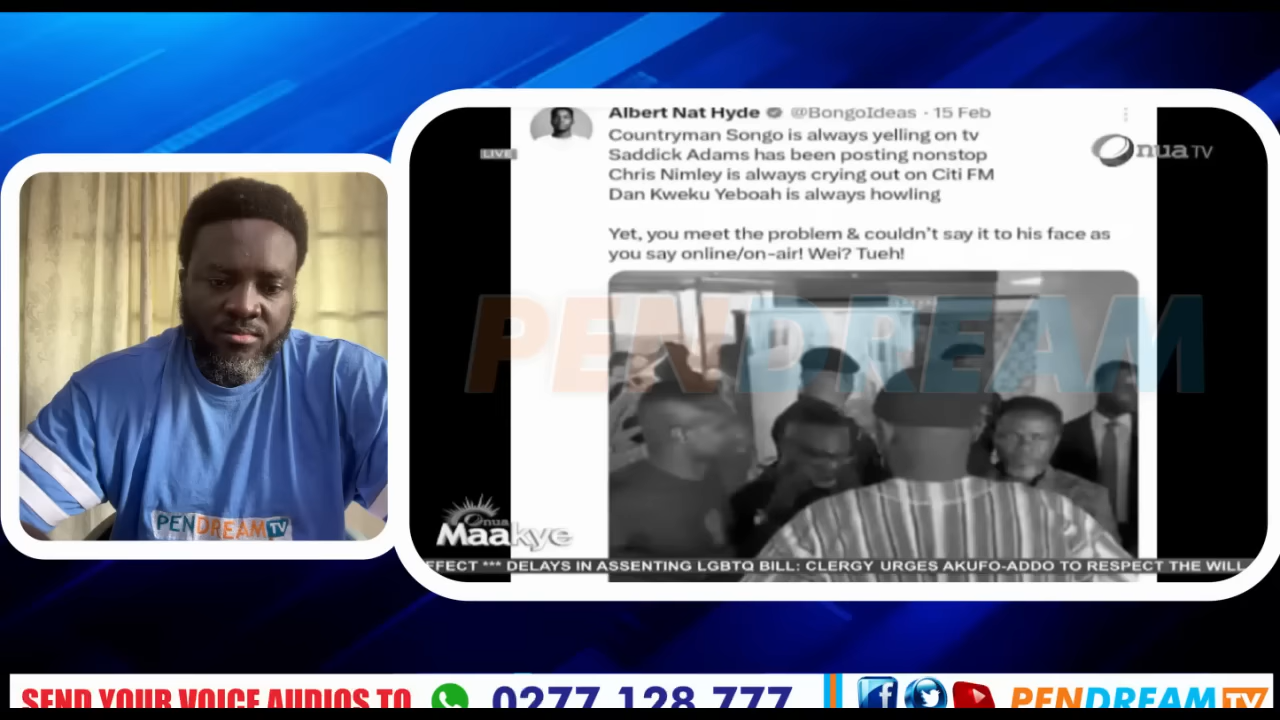 Albert Nat Hyde @BongoIdeas · 15 Feb
Countryman Songo is always yelling on tv
Saddick Adams has been posting nonstop
Chris Nimley is always crying out on Citi FM
Dan Kweku Yeboah is always howling
Yet, you meet the problem & couldn't say it to his face as
you say online/on-air! Wei? Tueh!
LIVE
Onua TV
PENDREAM
PENDREAM TV
Onua
Maakye
FFECT *** DELAYS IN ASSENTING LGBTQ BILL: CLERGY URGES AKUFO-ADDO TO RESPECT THE WILL
SEND YOUR VOICE AUDIOS TO 0277 128 777 PENDREAM TV